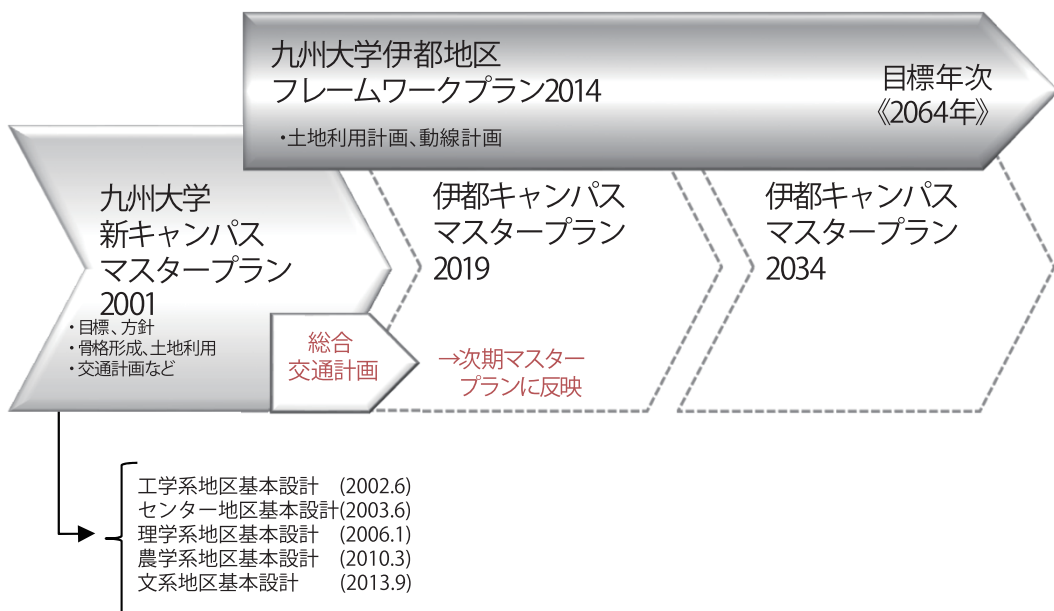 九州大学伊都地区
フレームワークプラン2014
・土地利用計画、動線計画
目標年次
《2064年》
九州大学
新キャンパス
マスタープラン
2001
・目標、方針
・骨格形成、土地利用
・交通計画など
総合
交通計画
伊都キャンパス
マスタープラン
2019
→次期マスター
プランに反映
伊都キャンパス
マスタープラン
2034
工学系地区基本設計 (2002.6)
センター地区基本設計(2003.6)
理学系地区基本設計 (2006.1)
農学系地区基本設計 (2010.3)
文系地区基本設計 (2013.9)